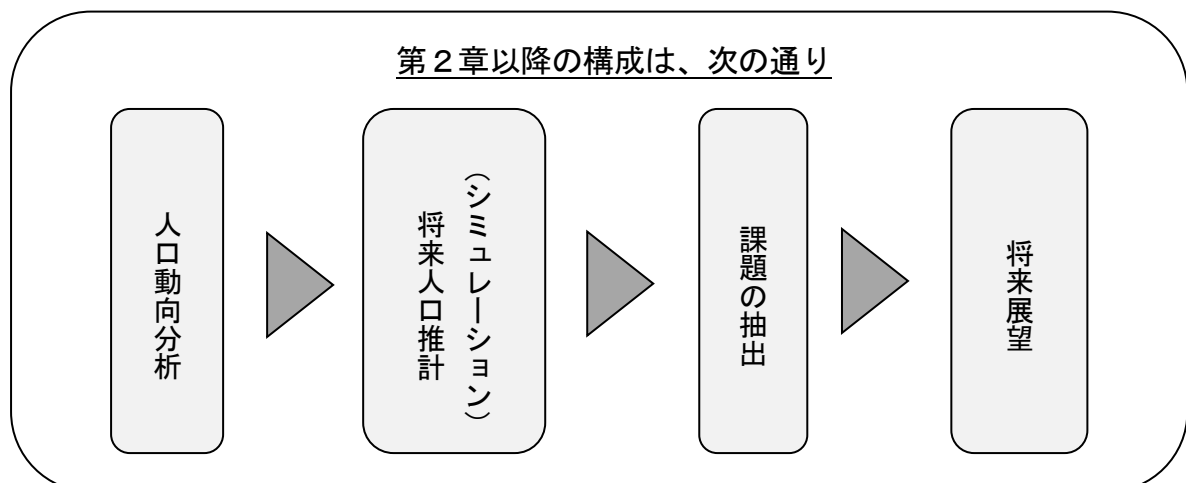 第２章以降の構成は、次の通り
人口動向分析
（シミュレーション）
将来人口推計
課題の抽出
将来展望